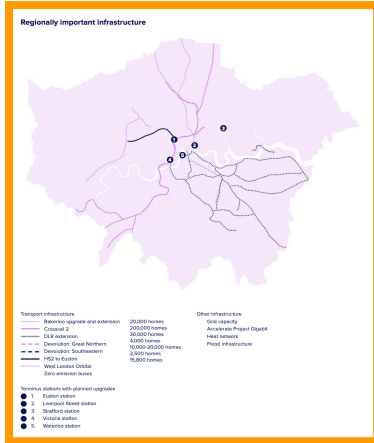 Regionally important infrastructure
1
2
3
4
5
Transport infrastructure
Bakerloo upgrade and extension 20,000 homes
Crossrail 2 200,000 homes
DLR extension 30,000 homes
Devolution: Great Northern 4,000 homes
Devolution: Southeastern 10,000-20,000 homes
HS2 to Euston 2,500 homes
West London Orbital 15,800 homes
Zero emission buses
Other infrastructure
Grid capacity
Accelerate Project Gigabit
Heat network
Flood infrastructure
Terminus stations with planned upgrades
1. Euston station
2. Liverpool Street station
3. Stratford station
4. Victoria station
5. Waterloo station